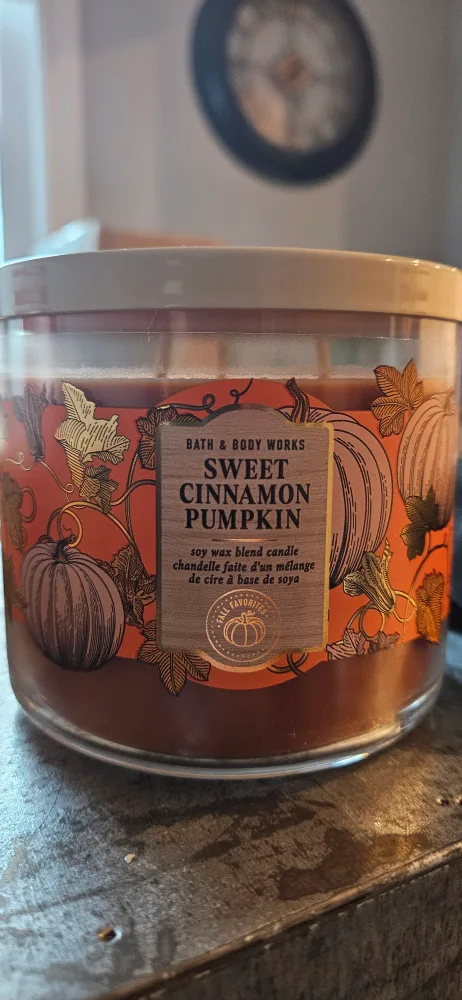 BATH & BODY WORKS
SWEET
CINNAMON
PUMPKIN
soy wax blend candle
chandelle faite d'un mélange
de cire à base de soya
FALL FAVORITES